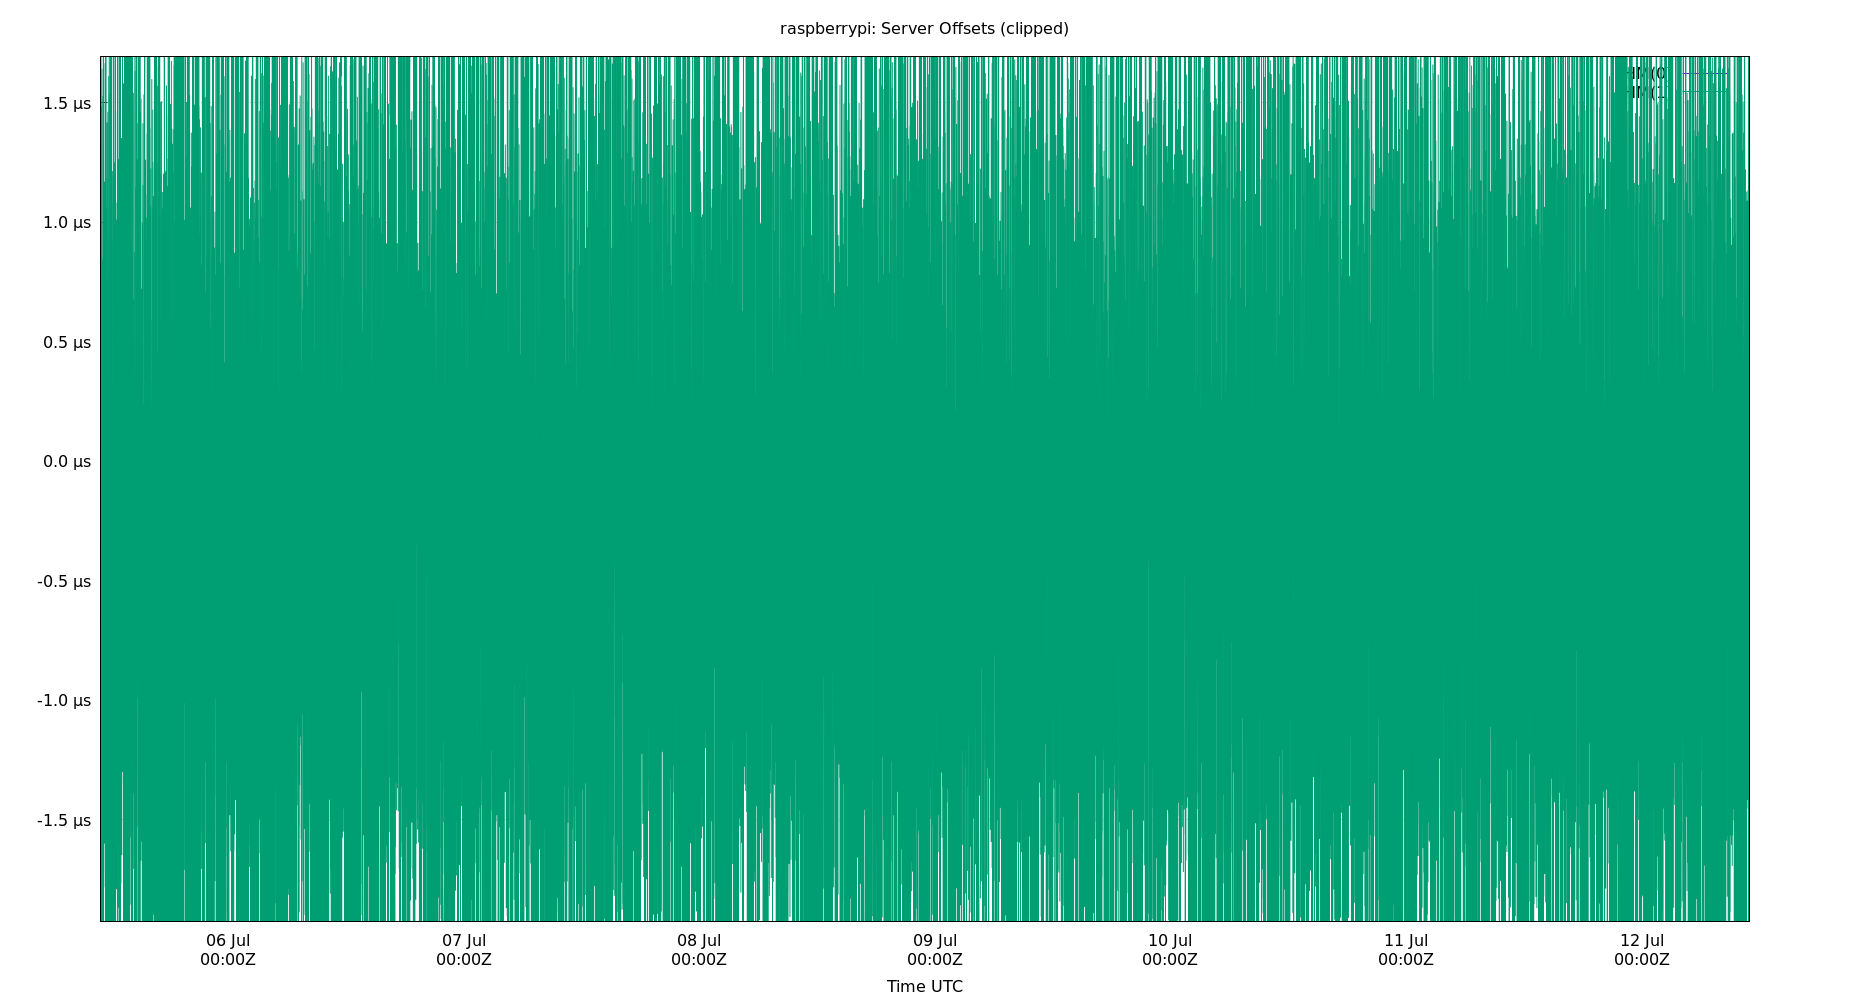 raspberrypi: Server Offsets (clipped)
1.5 µs
1.0 µs
0.5 µs
0.0 µs
-0.5 µs
-1.0 µs
-1.5 µs
06 Jul 07 Jul 08 Jul 09 Jul 10 Jul 11 Jul 12 Jul
00:00Z 00:00Z 00:00Z 00:00Z 00:00Z 00:00Z 00:00Z
Time UTC